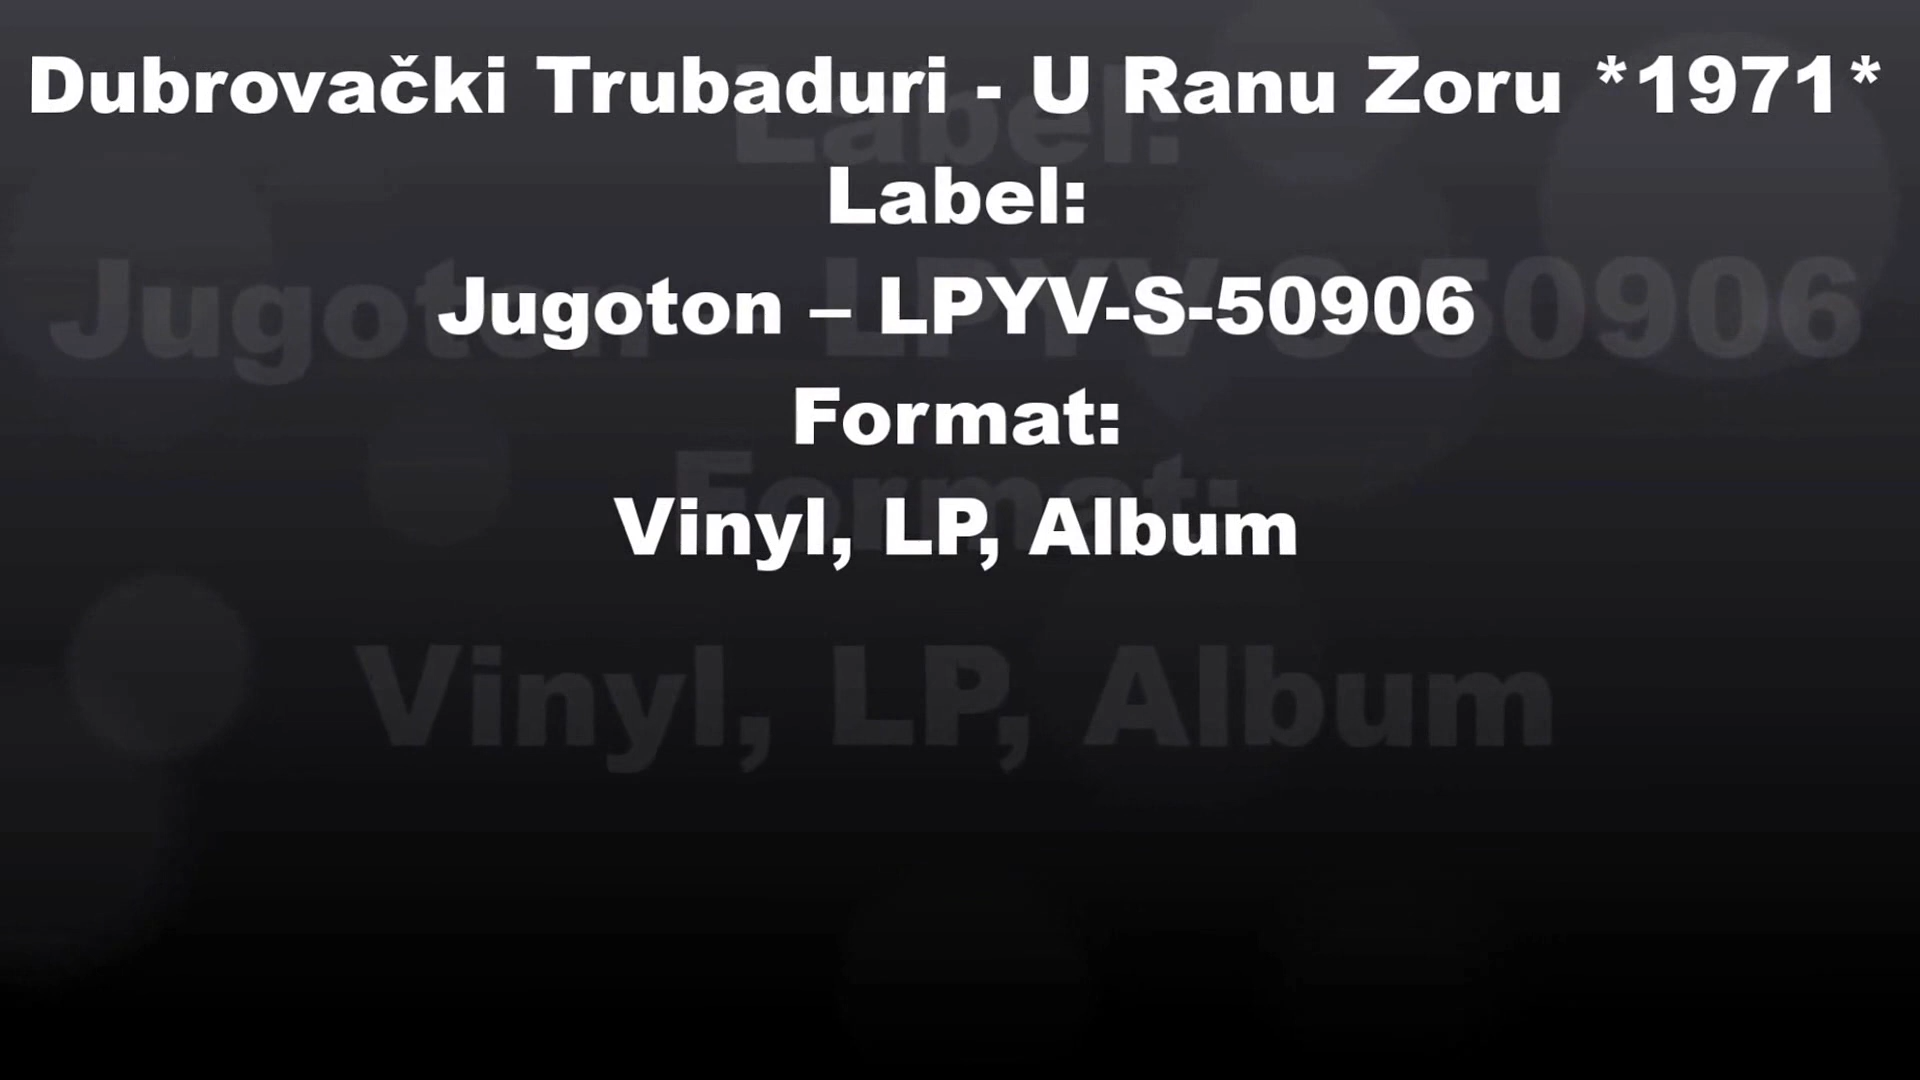 Dubrovački Trubaduri - U Ranu Zoru *1971*
Label:
Jugoton – LPYV-S-50906
Format:
Vinyl, LP, Album